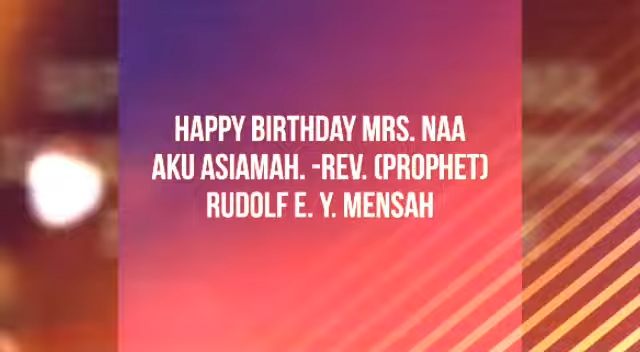 HAPPY BIRTHDAY MRS. NAA
AKU ASIAMAH. -REV. (PROPHET)
RUDOLF E. Y. MENSAH